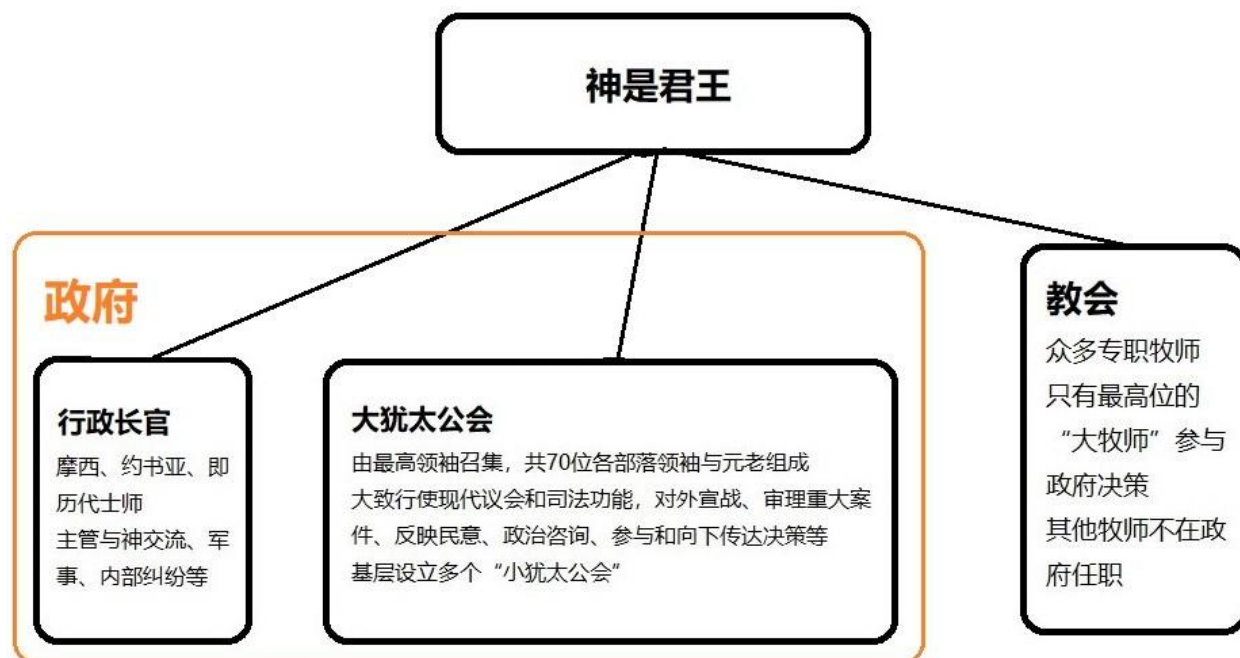 神是君王
政府
行政长官
摩西、约书亚、即
历代士师
主管与神交流、军
事、内部纠纷等
大犹太公会
由最高领袖召集，共70位各部落领袖与元老组成
大致行使现代议会和司法功能，对外宣战、审理重大案
件、反映民意、政治咨询、参与和向下传达决策等
基层设立多个“小犹太公会”
教会
众多专职牧师
只有最高位的
“大牧师”参与
政府决策
其他牧师不在政
府任职